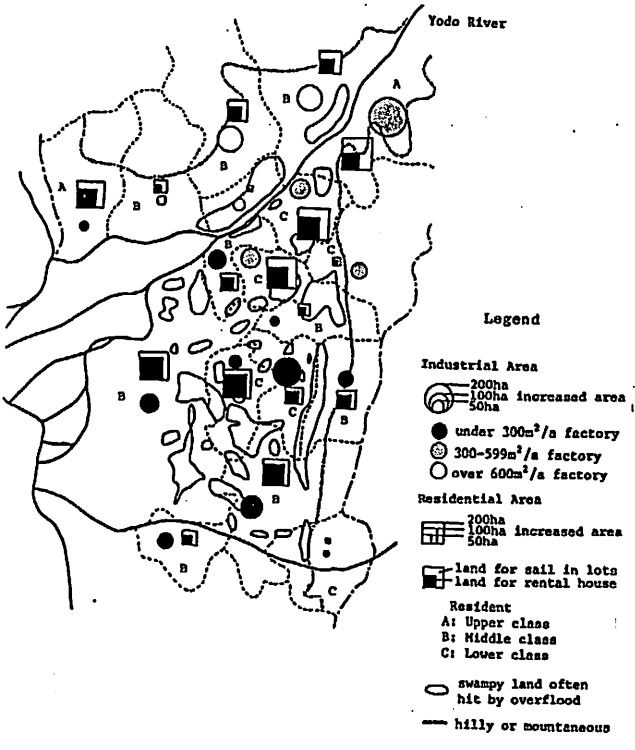 Yodo River
A
B
B
A
B
C
B
C
C
B
B
C
C
B
B
B
C
Legend
Industrial Area
200ha
100ha increased area
50ha
under 300m²/a factory
300-599m²/a factory
over 600m²/a factory
Residential Area
200ha
100ha increased area
50ha
land for sail in lots
land for rental house
Resident
A: Upper class
B: Middle class
C: Lower class
swampy land often
hit by overflood
hilly or mountaneous